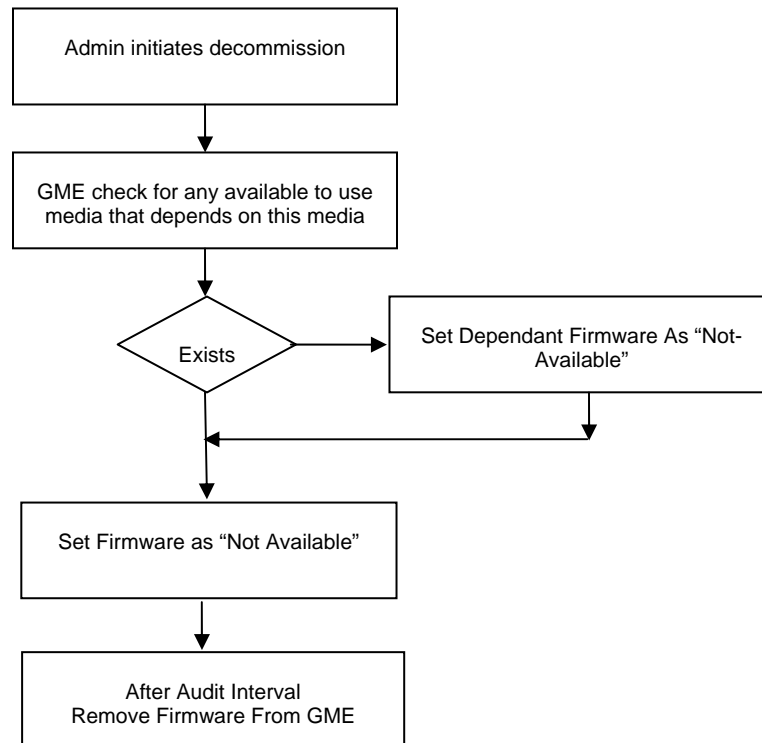 Admin initiates decommission
GME check for any available to use
media that depends on this media
Exists
Set Dependant Firmware As “Not-
Available”
Set Firmware as “Not Available”
After Audit Interval
Remove Firmware From GME